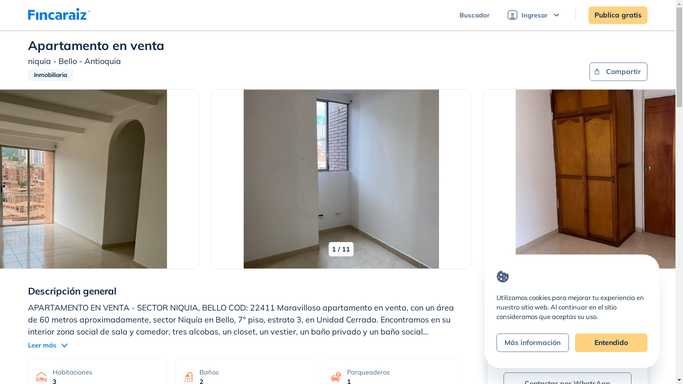 Fincaraiz
Buscador
Ingresar
Publica gratis
Apartamento en venta
niquia - Bello - Antioquia
Inmobiliaria
Compartir
1 / 11
Descripción general
APARTAMENTO EN VENTA - SECTOR NIQUIA, BELLO COD: 22411 Maravilloso apartamento en venta, con un área
de 60 metros aproximadamente, sector Niquía en Bello, 7° piso, estrato 3, en Unidad Cerrada. Encontramos en su
interior zona social de sala y comedor, tres alcobas, un closet, un vestier, un baño privado y un baño social...
Leer más
Habitaciones
3
Baños
2
Parqueaderos
1
Utilizamos cookies para mejorar tu experiencia en
nuestro sitio web. Al continuar en el sitio
consideramos que aceptas su uso.
Más información
Entendido
Contactar por WhatsApp